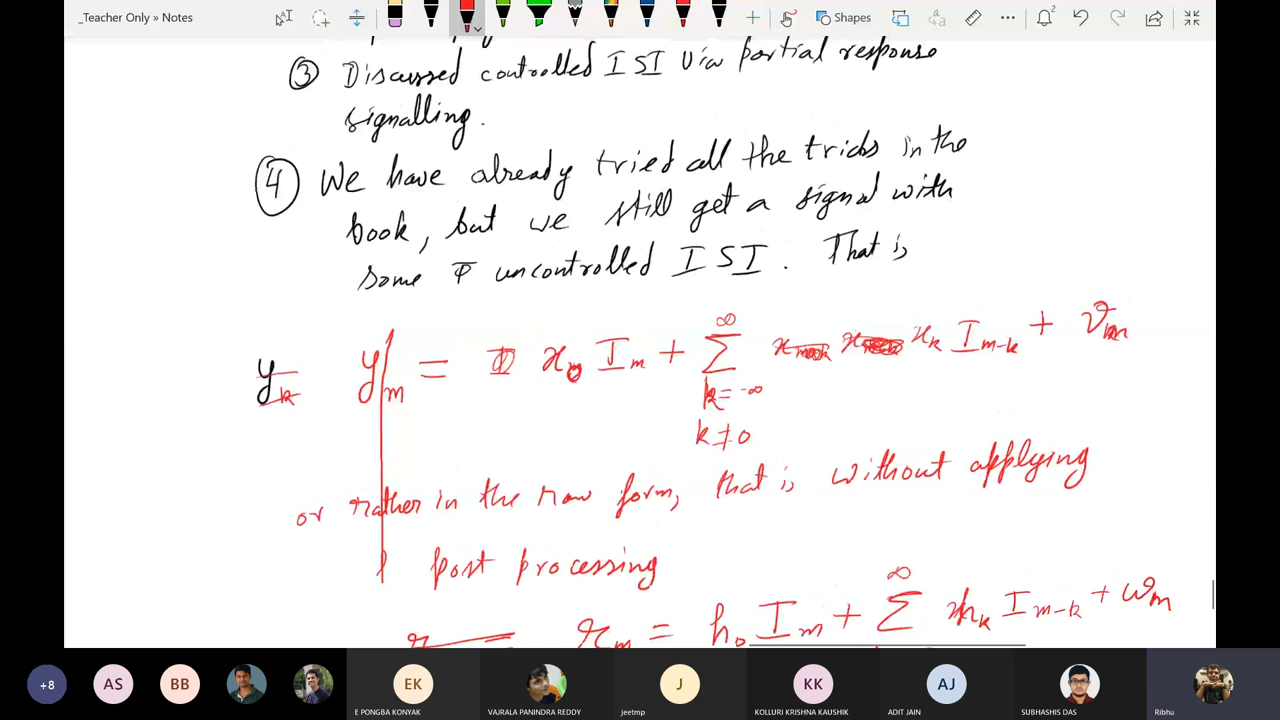 _Teacher Only » Notes
Shapes
③ Discussed controlled ISI via partial response
signalling.
④ We have already tried all the tricks in the
book, but we still get a signal with
some uncontrolled ISI. That is
y_m = x_0 I_m + ∑_{k=-∞, k≠0}^{∞} x_k I_{m-k} + v_m
or rather in the raw form, that is without applying
post processing
r_m = h_0 I_m + ∑^{∞} h_k I_{m-k} + w_m
+8
AS
BB
EK
J
KK
AJ
E PONGBA KONYAK
VAJRALA PANINDRA REDDY
jeetmp
KOLLURI KRISHNA KAUSHIK
ADIT JAIN
SUBHASHIS DAS
Ribhu